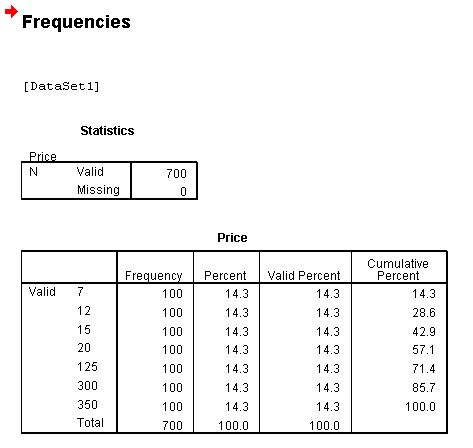 Frequencies
[DataSet1]
Statistics
Price
N Valid 700
Missing 0
Price
Frequency Percent Valid Percent Cumulative Percent
Valid 7 100 14.3 14.3 14.3
12 100 14.3 14.3 28.6
15 100 14.3 14.3 42.9
20 100 14.3 14.3 57.1
125 100 14.3 14.3 71.4
300 100 14.3 14.3 85.7
350 100 14.3 14.3 100.0
Total 700 100.0 100.0